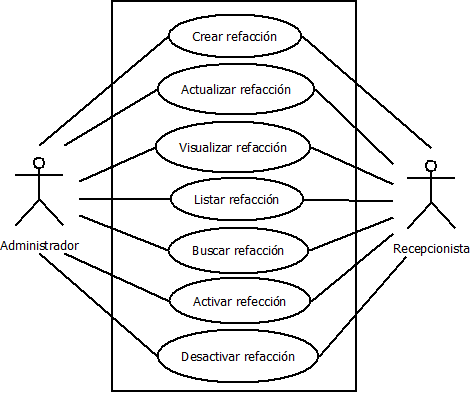 Crear refacción
Actualizar refacción
Visualizar refacción
Listar refacción
Administrador
Buscar refacción
Recepcionista
Activar refección
Desactivar refacción